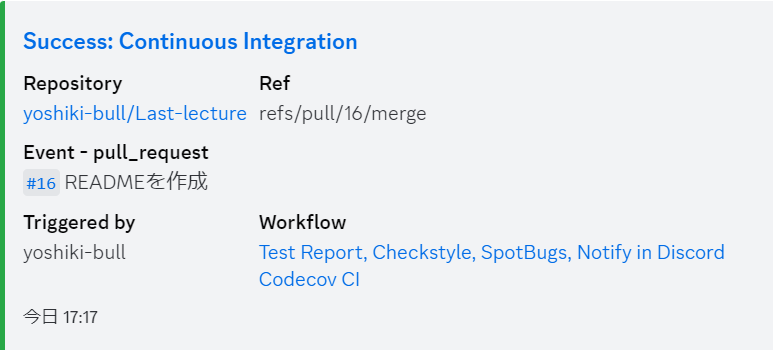 Success: Continuous Integration
Repository Ref
yoshiki-bull/Last-lecture refs/pull/16/merge
Event - pull_request
#16 READMEを作成
Triggered by Workflow
yoshiki-bull Test Report, Checkstyle, SpotBugs, Notify in Discord
Codecov CI
今日 17:17